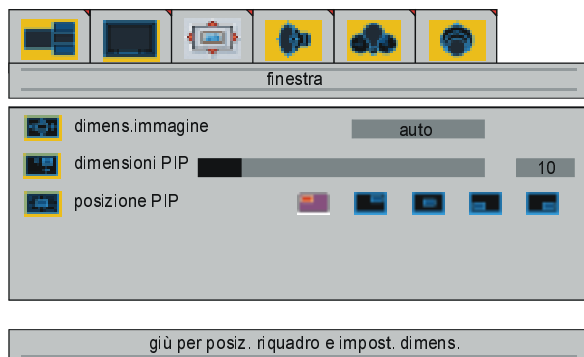 finestra
dimens.immagine auto
dimensioni PIP 10
posizione PIP
giù per posiz. riquadro e impost. dimens.